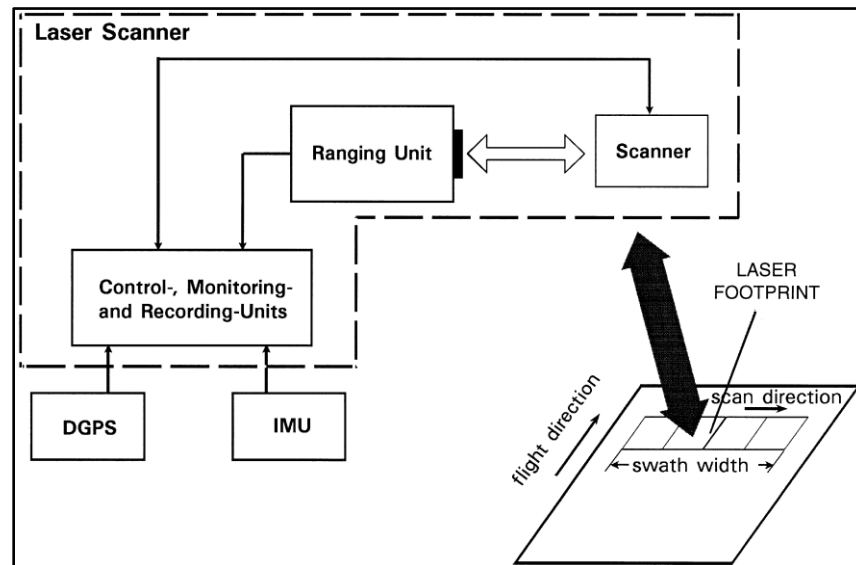 Laser Scanner
Ranging Unit
Scanner
Control-, Monitoring-
and Recording-Units
LASER
FOOTPRINT
DGPS
IMU
scan direction
flight direction
swath width